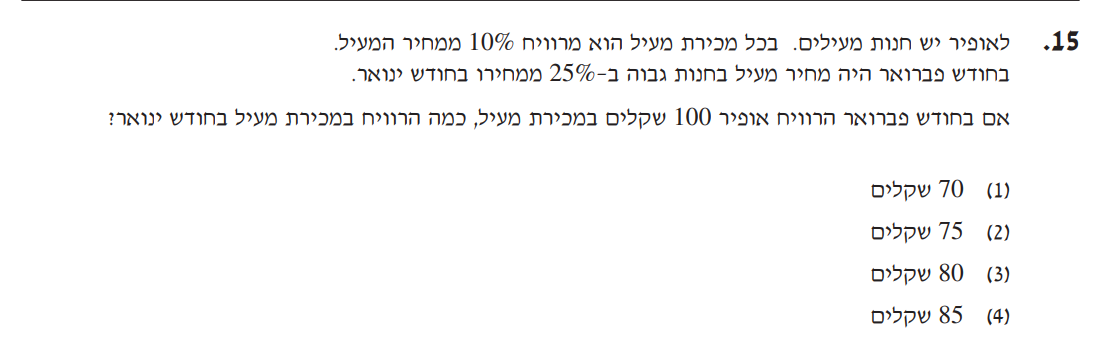 15. לאופיר יש חנות מעילים. בכל מכירת מעיל הוא מרוויח 10% ממחיר המעיל.
בחודש פברואר היה מחיר מעיל בחנות גבוה ב-25% ממחירו בחודש ינואר.
אם בחודש פברואר הרוויח אופיר 100 שקלים במכירת מעיל, כמה הרוויח במכירת מעיל בחודש ינואר?
(1) 70 שקלים
(2) 75 שקלים
(3) 80 שקלים
(4) 85 שקלים